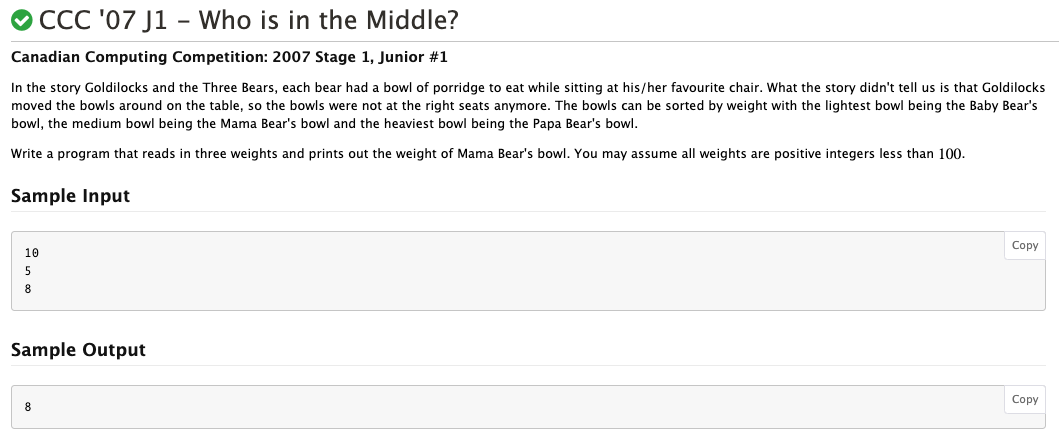 CCC '07 J1 – Who is in the Middle?
Canadian Computing Competition: 2007 Stage 1, Junior #1
In the story Goldilocks and the Three Bears, each bear had a bowl of porridge to eat while sitting at his/her favourite chair. What the story didn't tell us is that Goldilocks
moved the bowls around on the table, so the bowls were not at the right seats anymore. The bowls can be sorted by weight with the lightest bowl being the Baby Bear's
bowl, the medium bowl being the Mama Bear's bowl and the heaviest bowl being the Papa Bear's bowl.
Write a program that reads in three weights and prints out the weight of Mama Bear's bowl. You may assume all weights are positive integers less than 100.
Sample Input
Copy
10
5
8
Sample Output
Copy
8